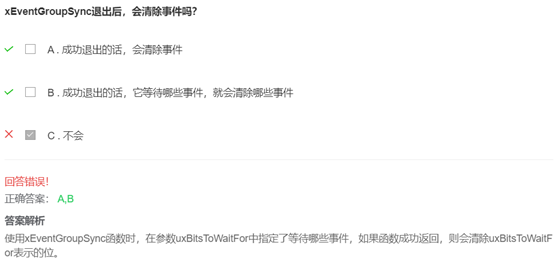 xEventGroupSync退出后，会清除事件吗？
A . 成功退出的话，会清除事件
B . 成功退出的话，它等待哪些事件，就会清除哪些事件
C . 不会
回答错误！
正确答案： A,B
答案解析
使用xEventGroupSync函数时，在参数uxBitsToWaitFor中指定了等待哪些事件，如果函数成功返回，则会清除uxBitsToWaitF
or表示的位。